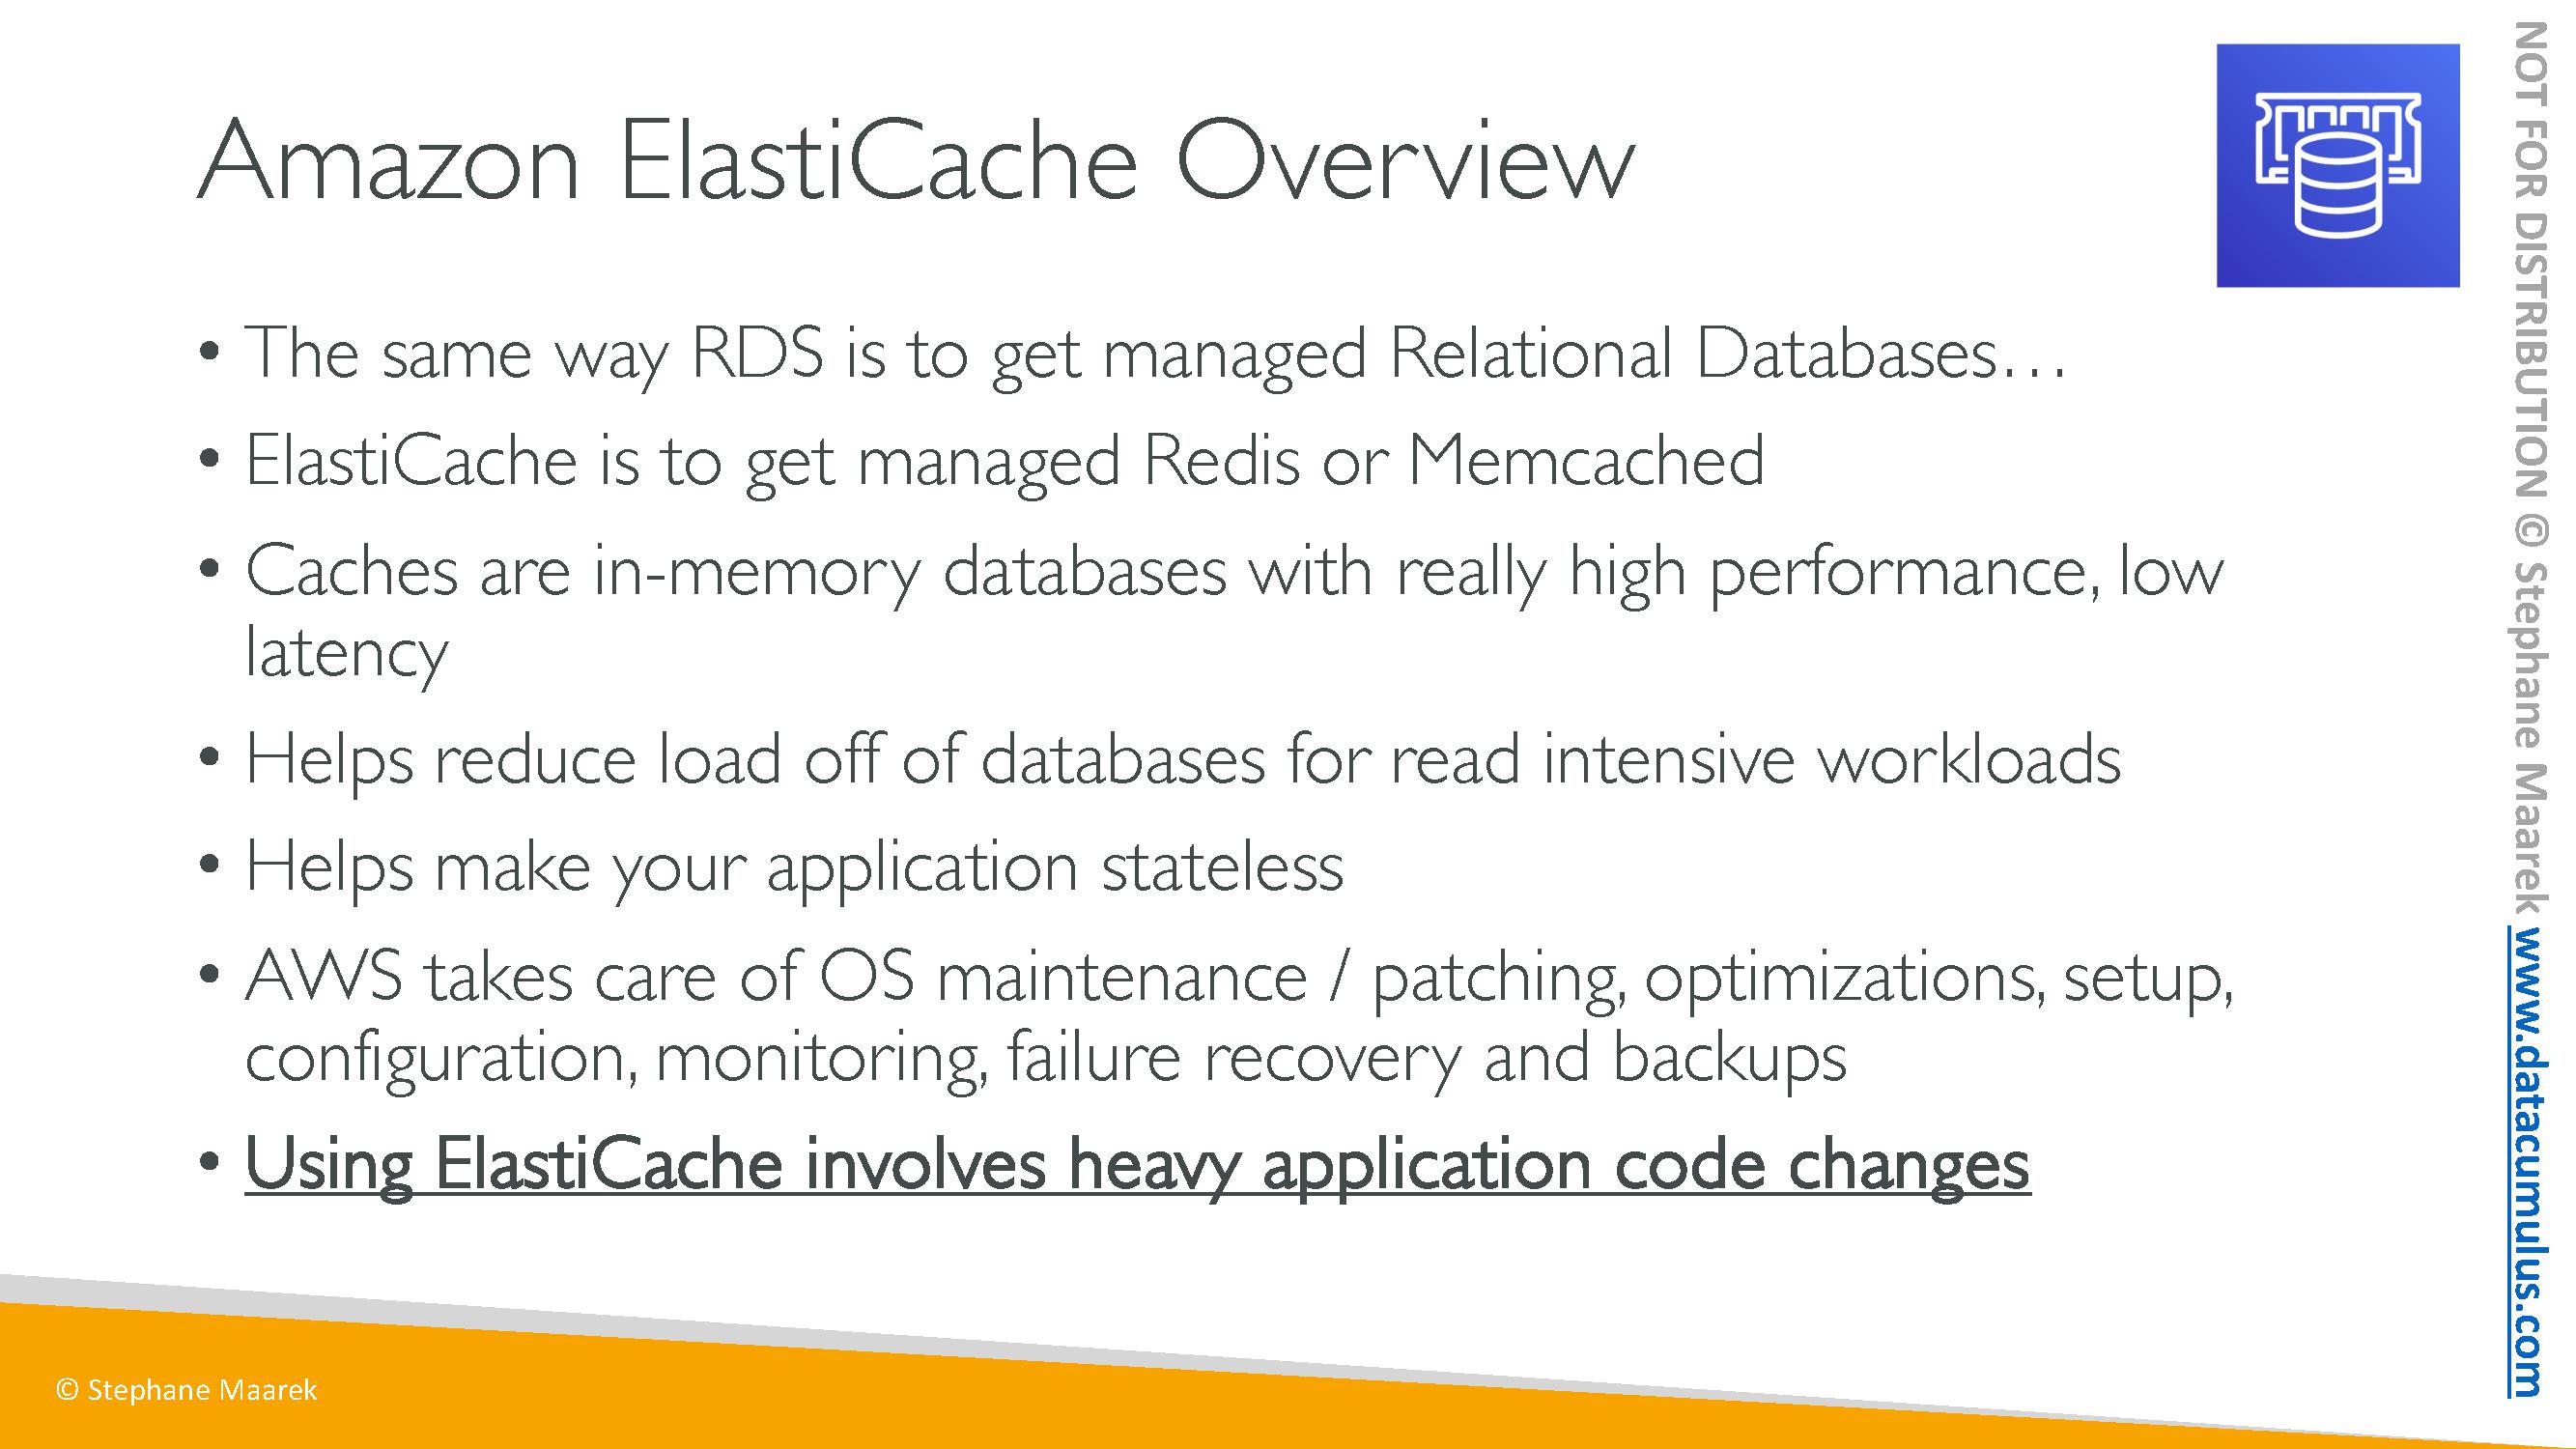 Amazon ElastiCache Overview
• The same way RDS is to get managed Relational Databases…
• ElastiCache is to get managed Redis or Memcached
• Caches are in-memory databases with really high performance, low
latency
• Helps reduce load off of databases for read intensive workloads
• Helps make your application stateless
• AWS takes care of OS maintenance / patching, optimizations, setup,
configuration, monitoring, failure recovery and backups
• Using ElastiCache involves heavy application code changes
© Stephane Maarek
NOT FOR DISTRIBUTION © Stephane Maarek www.datacumulus.com